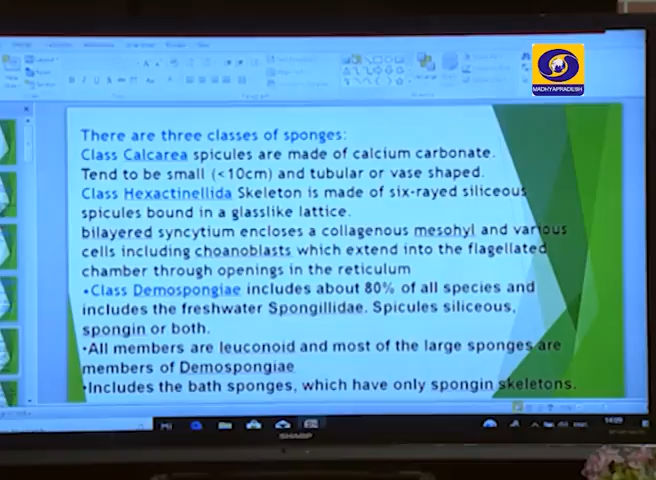 MADHYAPRADESH
There are three classes of sponges:
Class Calcarea spicules are made of calcium carbonate.
Tend to be small (<10cm) and tubular or vase shaped.
Class Hexactinellida Skeleton is made of six-rayed siliceous
spicules bound in a glasslike lattice.
bilayered syncytium encloses a collagenous mesohyl and various
cells including choanoblasts which extend into the flagellated
chamber through openings in the reticulum
•Class Demospongiae includes about 80% of all species and
includes the freshwater Spongillidae. Spicules siliceous,
spongin or both.
•All members are leuconoid and most of the large sponges are
members of Demospongiae
•Includes the bath sponges, which have only spongin skeletons.
14:09
SHARP